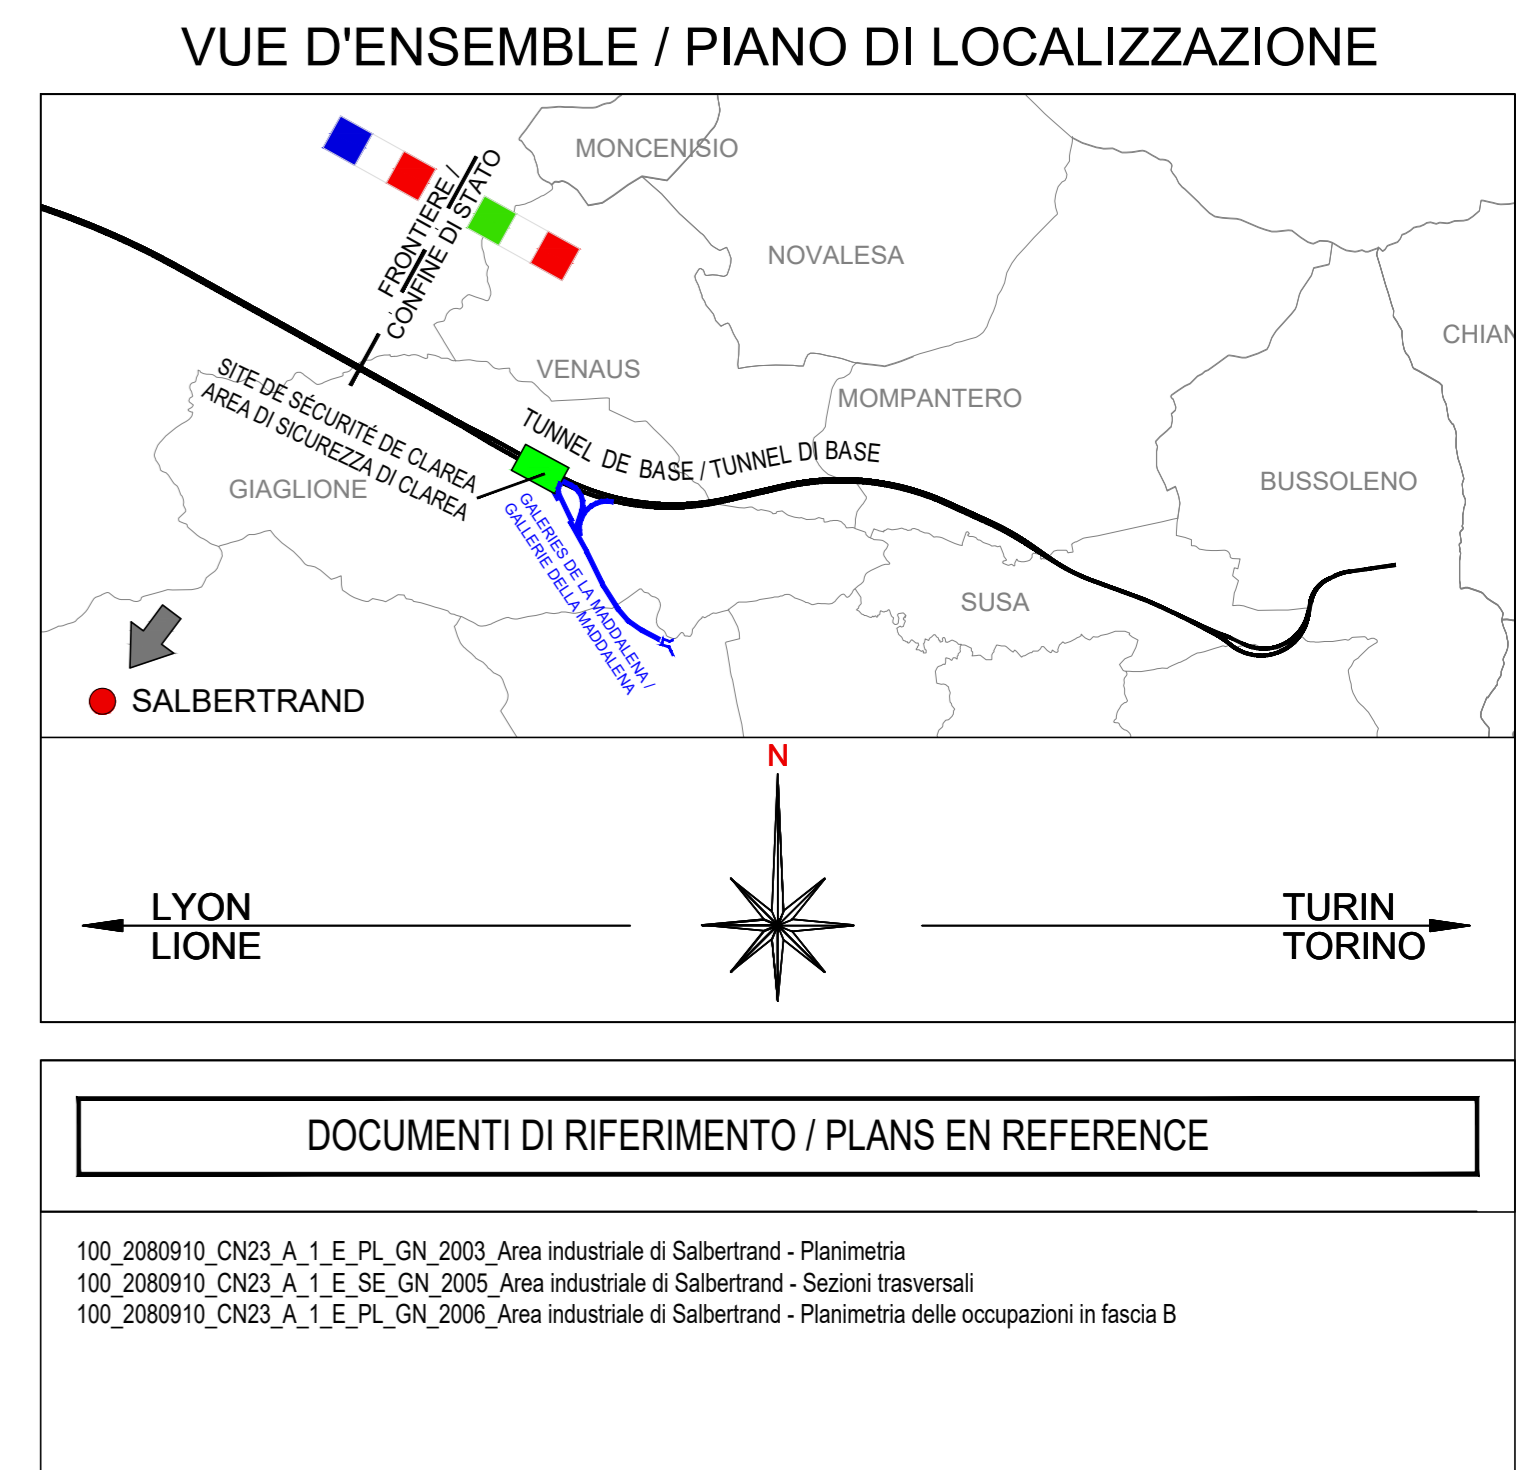 VUE D'ENSEMBLE / PIANO DI LOCALIZZAZIONE
MONCENISIO
FRONTIERE /
CONFINE DI STATO
NOVALESA
CHIAN
VENAUS
SITE DE SÉCURITÉ DE CLAREA
AREA DI SICUREZZA DI CLAREA
MOMPANTERO
TUNNEL DE BASE / TUNNEL DI BASE
GIAGLIONE
BUSSOLENO
GALERIES DE LA MADDALENA /
GALLERIE DELLA MADDALENA
SUSA
SALBERTRAND
N
LYON
LIONE
TURIN
TORINO
DOCUMENTI DI RIFERIMENTO / PLANS EN REFERENCE
100_2080910_CN23_A_1_E_PL_GN_2003_Area industriale di Salbertrand - Planimetria
100_2080910_CN23_A_1_E_SE_GN_2005_Area industriale di Salbertrand - Sezioni trasversali
100_2080910_CN23_A_1_E_PL_GN_2006_Area industriale di Salbertrand - Planimetria delle occupazioni in fascia B